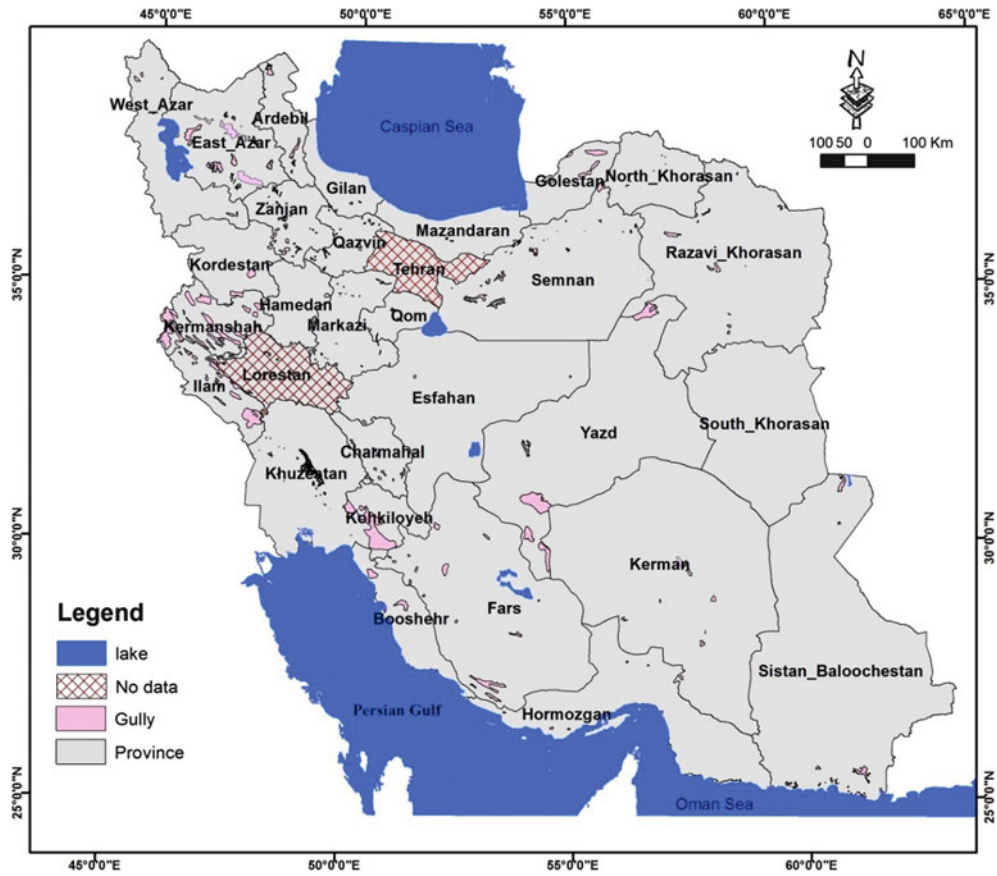 45°0'0"E 50°0'0"E 55°0'0"E 60°0'0"E 65°0'0"E
N
100 50 0 100 Km
West_Azar
Ardebil
East_Azar
Caspian Sea
Gilan
Golestan
North_Khorasan
Zanjan
Mazandaran
Qazvin
Razavi_Khorasan
Kordestan
Tehran
Semnan
35°0'0"N
35°0'0"N
Hamedan
Qom
Kermanshah
Markazi
Lorestan
Ilam
Esfahan
South_Khorasan
Yazd
Charmahal
Khuzestan
Kohkiloyeh
30°0'0"N
30°0'0"N
Kerman
Fars
Booshehr
Sistan_Baloochestan
Persian Gulf
Hormozgan
Oman Sea
25°0'0"N
25°0'0"N
Legend
lake
No data
Gully
Province
45°0'0"E 50°0'0"E 55°0'0"E 60°0'0"E